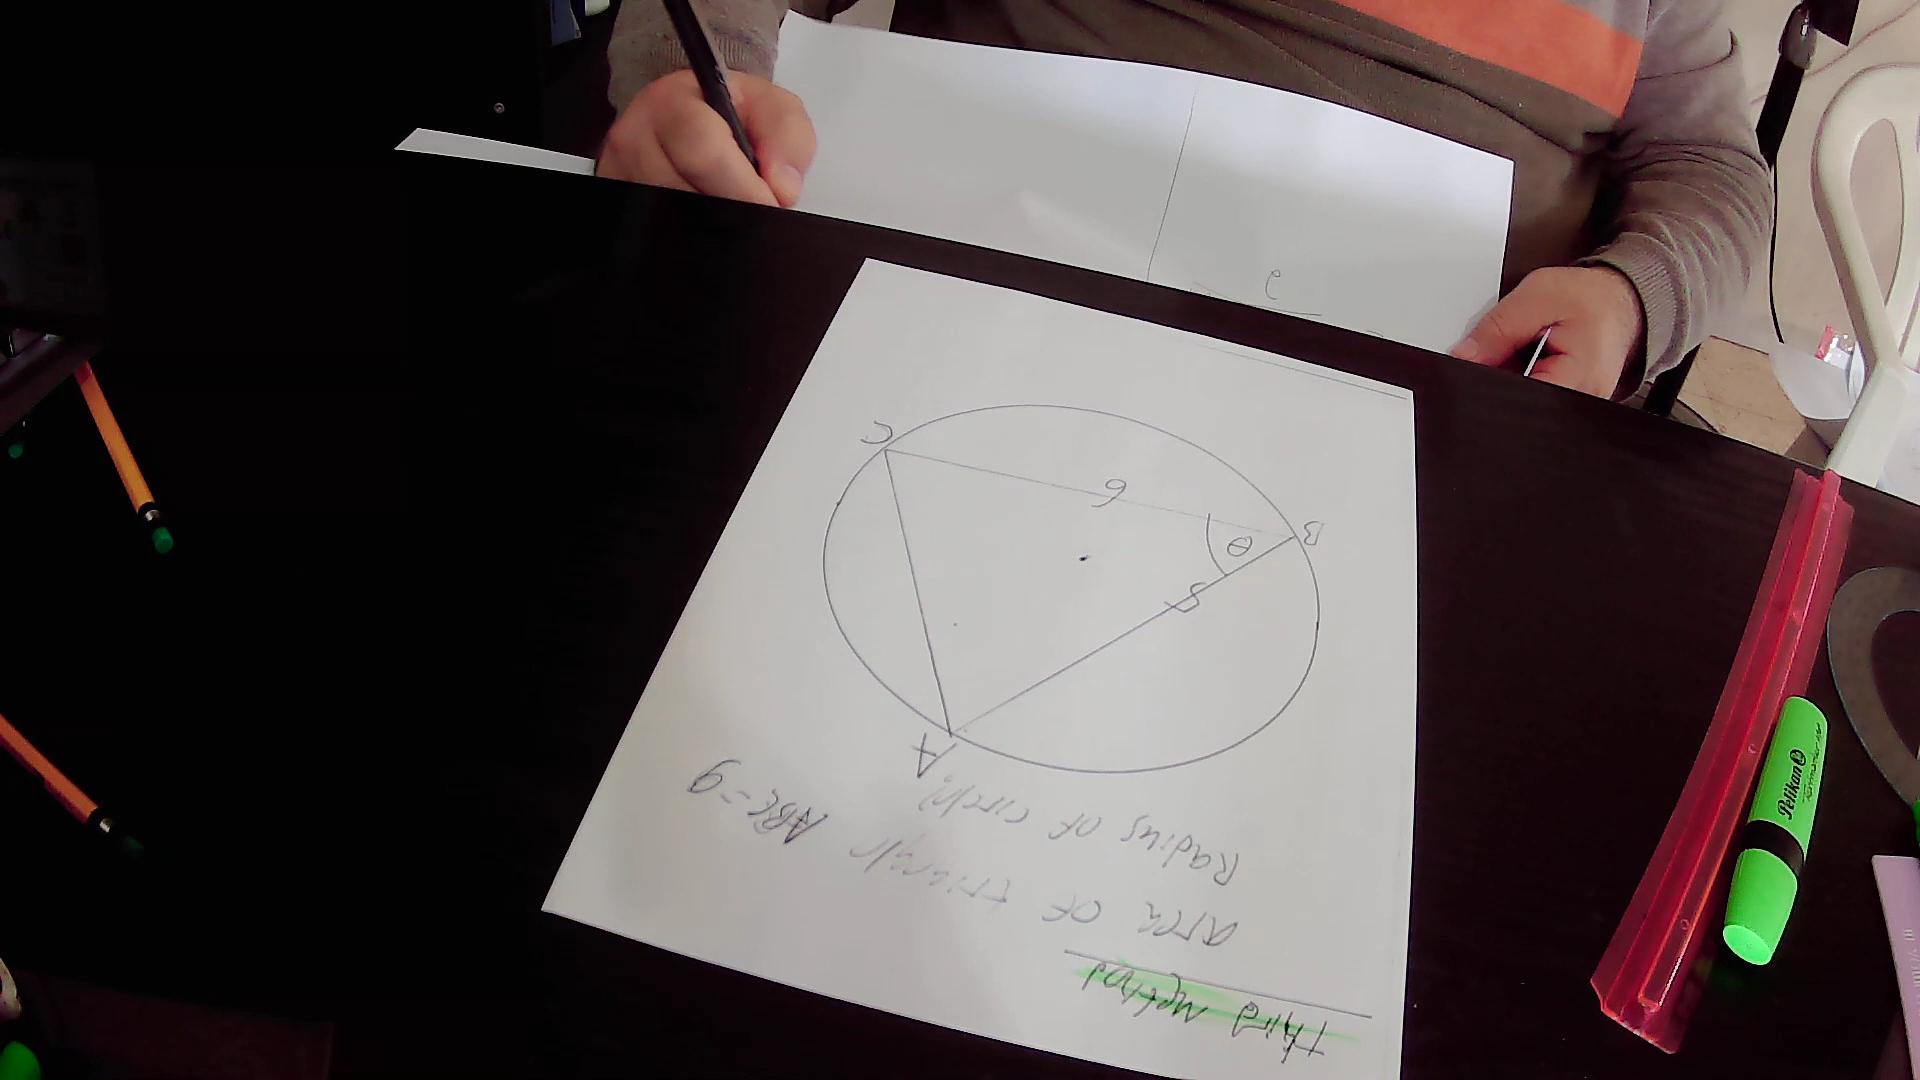 third method
area of triangle ABC = 9
Radius of circle?
A
5
B
θ
6
C
Pelikan